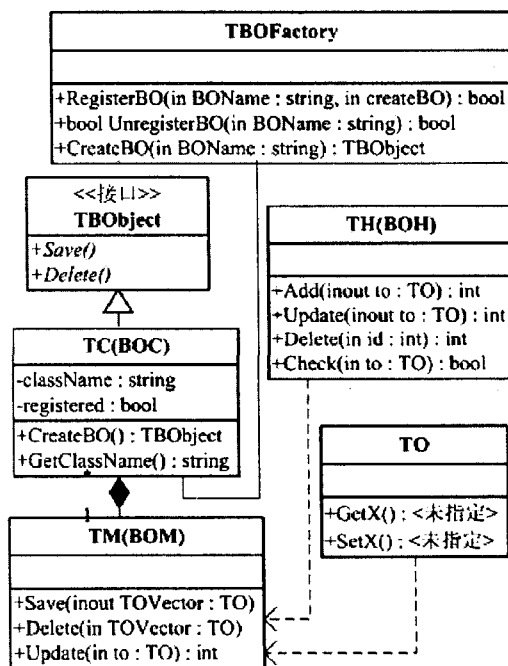 TBOFactory
+RegisterBO(in BOName : string, in createBO) : bool
+bool UnregisterBO(in BOName : string) : bool
+CreateBO(in BOName : string) : TBObject
<<接口>>
TBObject
+Save()
+Delete()
TH(BOH)
+Add(inout to : TO) : int
+Update(inout to : TO) : int
+Delete(in id : int) : int
+Check(in to : TO) : bool
TC(BOC)
-className : string
-registered : bool
+CreateBO() : TBObject
+GetClassName() : string
TO
+GetX() : <未指定>
+SetX() : <未指定>
1
TM(BOM)
+Save(inout TOVector : TO)
+Delete(in TOVector : TO)
+Update(in to : TO) : int